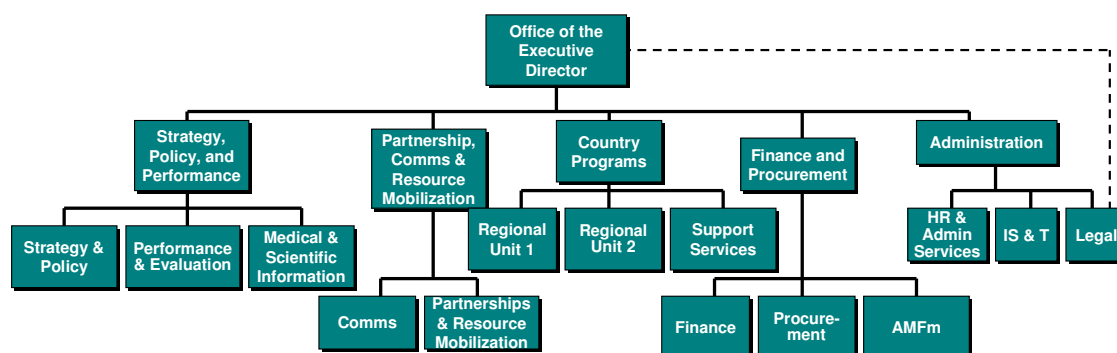 Office of the
Executive
Director
Strategy,
Policy, and
Performance
Partnership,
Comms &
Resource
Mobilization
Country
Programs
Finance and
Procurement
Administration
Strategy &
Policy
Performance
& Evaluation
Medical &
Scientific
Information
Regional
Unit 1
Regional
Unit 2
Support
Services
HR &
Admin
Services
IS & T
Legal
Comms
Partnerships
& Resource
Mobilization
Finance
Procure-
ment
AMFm